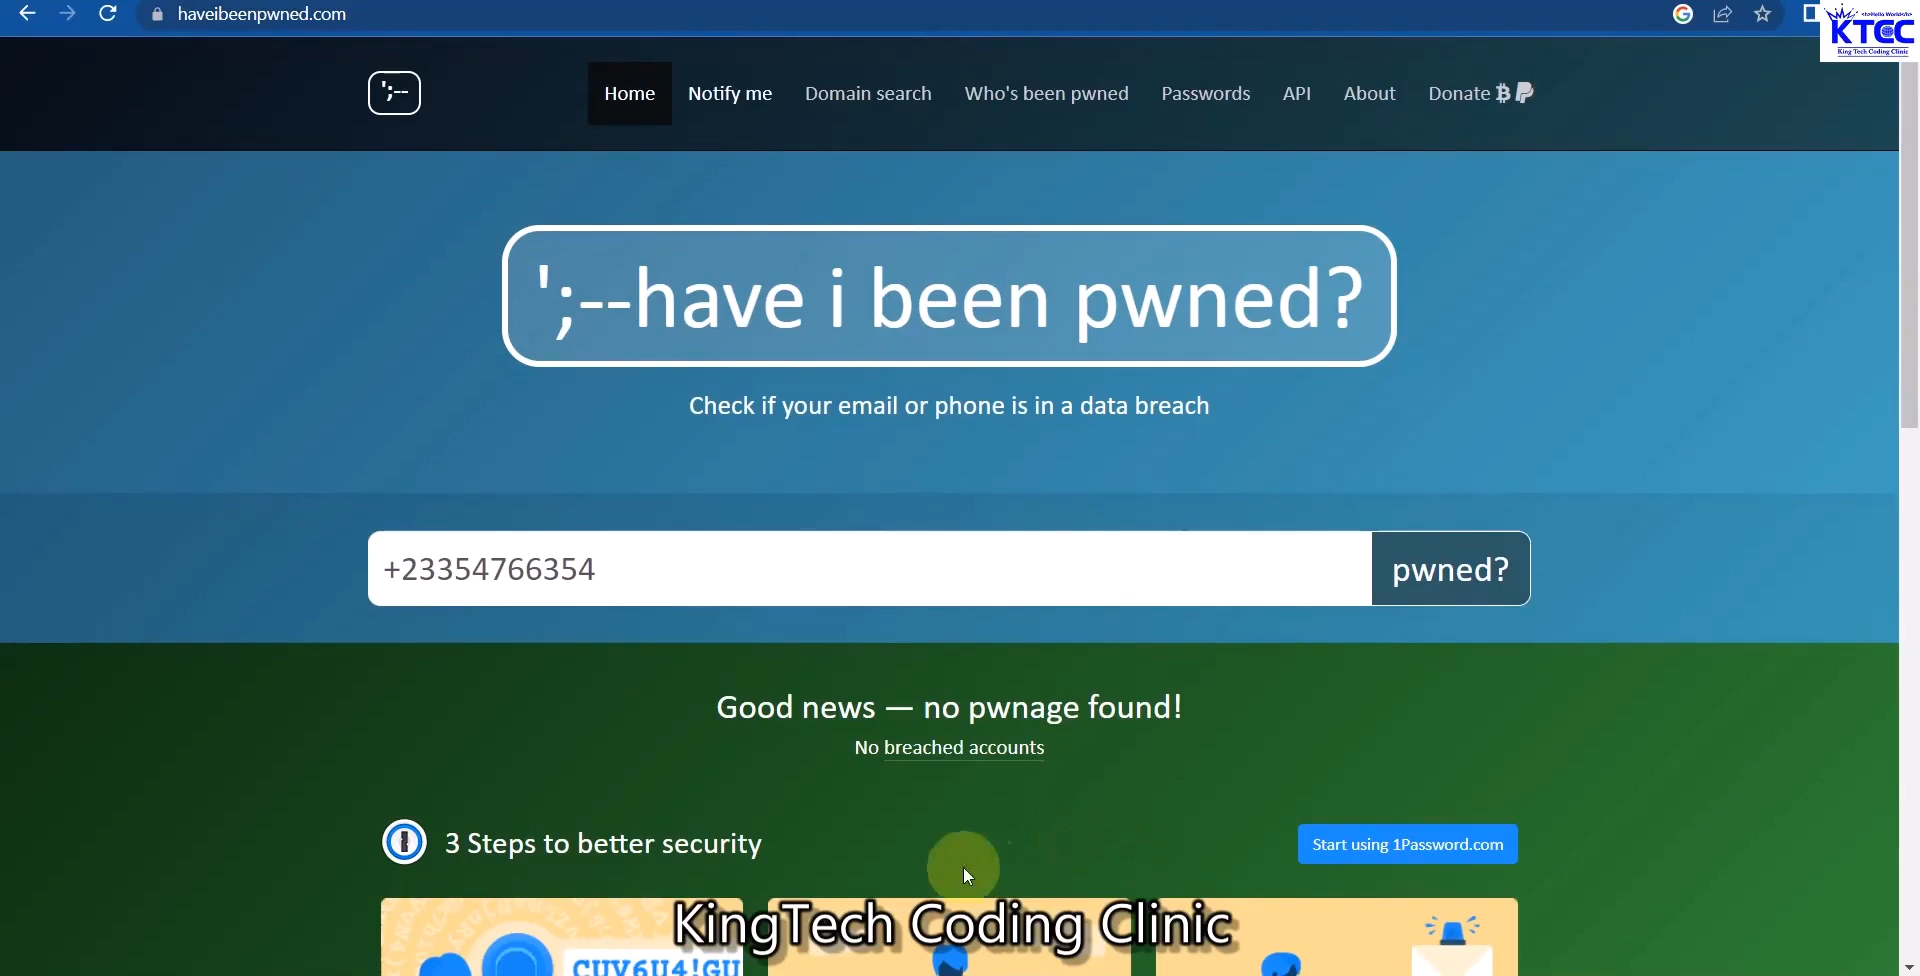 haveibeenpwned.com
KTCC
King Tech Coding Clinic
';--
Home
Notify me
Domain search
Who's been pwned
Passwords
API
About
Donate
';--have i been pwned?
Check if your email or phone is in a data breach
+23354766354
pwned?
Good news — no pwnage found!
No breached accounts
3 Steps to better security
Start using 1Password.com
KingTech Coding Clinic
CUV6U4!GU